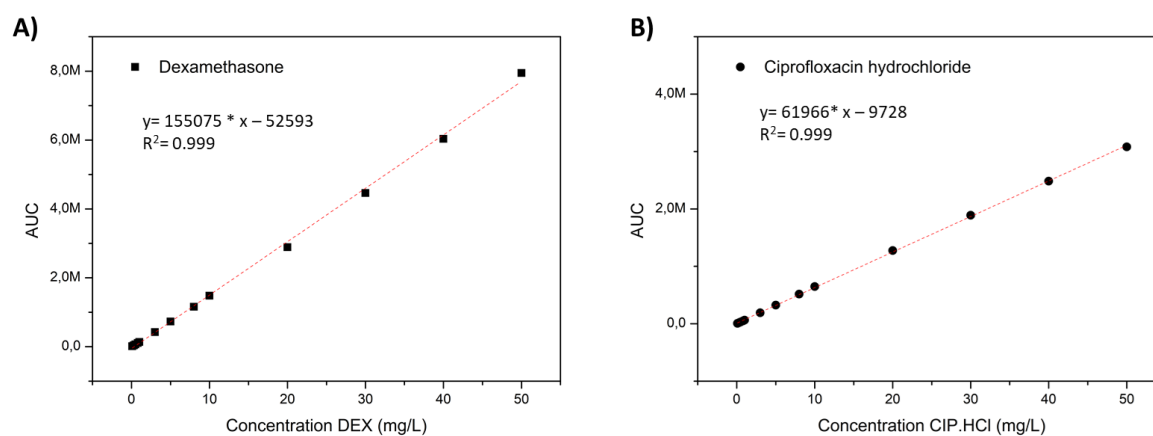 A)
Dexamethasone
y= 155075 * x – 52593
R²= 0.999
8,0M
6,0M
4,0M
2,0M
0,0
AUC
0 10 20 30 40 50
Concentration DEX (mg/L)
B)
Ciprofloxacin hydrochloride
y= 61966* x – 9728
R²= 0.999
4,0M
2,0M
0,0
AUC
0 10 20 30 40 50
Concentration CIP.HCl (mg/L)